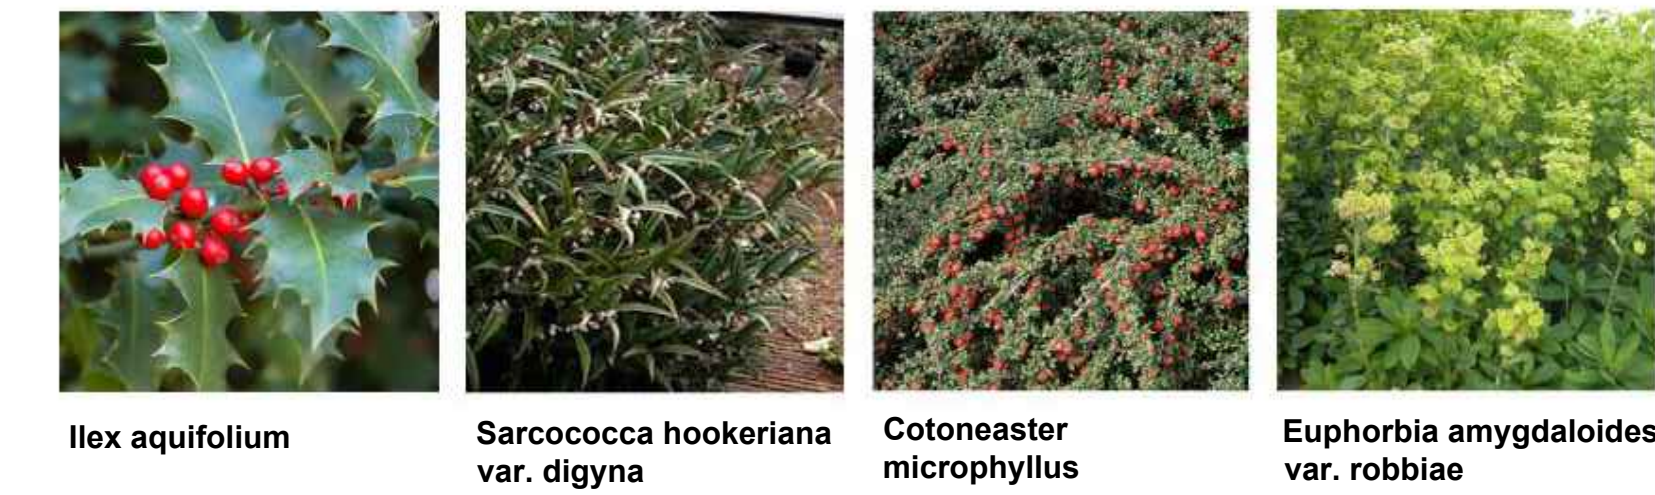 Ilex aquifolium
Sarcococca hookeriana
var. digyna
Cotoneaster
microphyllus
Euphorbia amygdaloides
var. robbiae